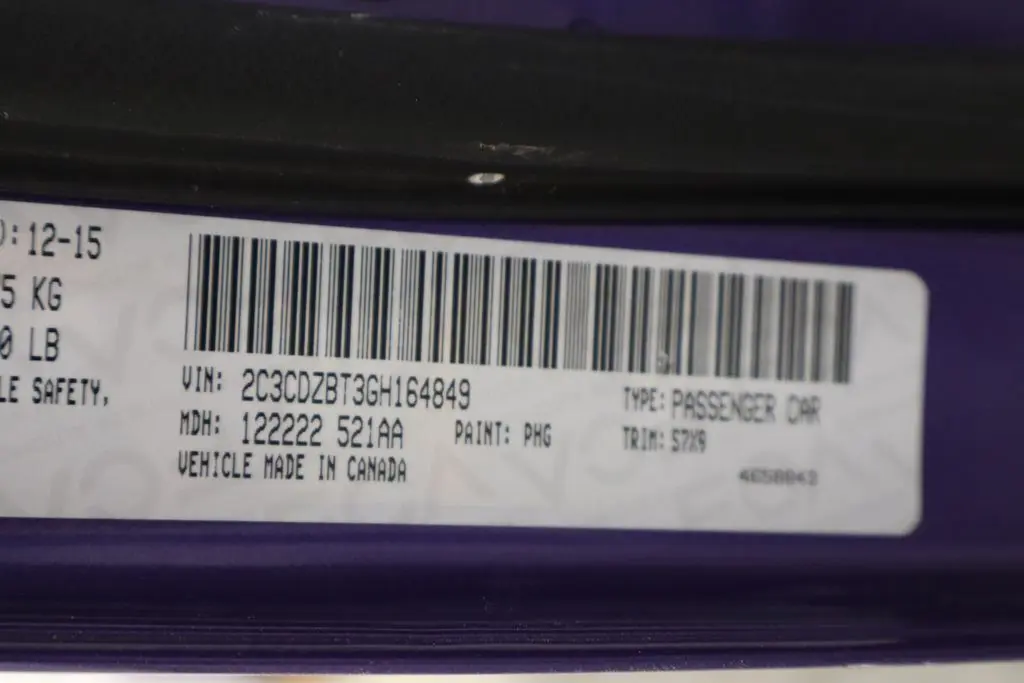 ): 12-15
5 KG
0 LB
LE SAFETY,
VIN: 2C3CDZBT3GH164849
TYPE: PASSENGER CAR
MDH: 122222 521AA
PAINT: PHG
TRIM: S7X9
VEHICLE MADE IN CANADA